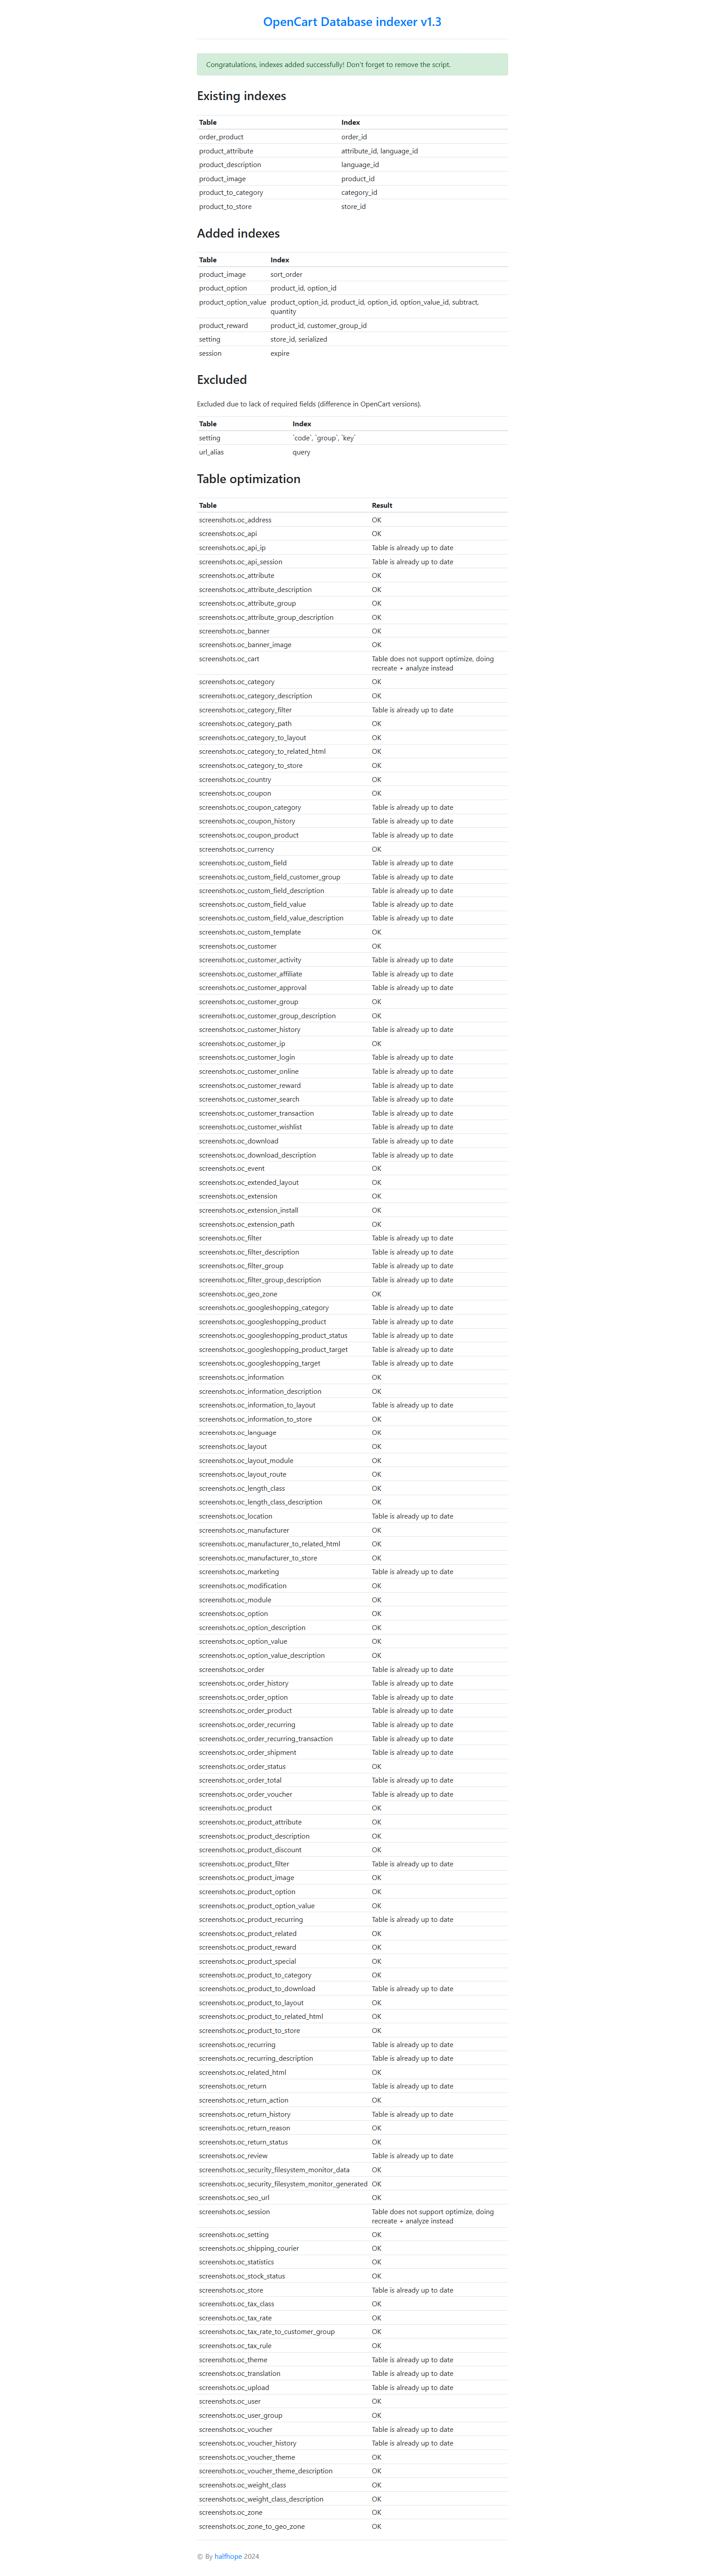 OpenCart Database indexer v1.3
Congratulations, indexes added successfully! Don't forget to remove the script.
Existing indexes
Table Index
order_product order_id
product_attribute attribute_id, language_id
product_description language_id
product_image product_id
product_to_category category_id
product_to_store store_id
Added indexes
Table Index
product_image sort_order
product_option product_id, option_id
product_option_value product_option_id, product_id, option_id, option_value_id, subtract,
quantity
product_reward product_id, customer_group_id
setting store_id, serialized
session expire
Excluded
Excluded due to lack of required fields (difference in OpenCart versions).
Table Index
setting `code`, `group`, `key`
url_alias query
Table optimization
Table Result
screenshots.oc_address OK
screenshots.oc_api OK
screenshots.oc_api_ip Table is already up to date
screenshots.oc_api_session Table is already up to date
screenshots.oc_attribute OK
screenshots.oc_attribute_description OK
screenshots.oc_attribute_group OK
screenshots.oc_attribute_group_description OK
screenshots.oc_banner OK
screenshots.oc_banner_image OK
screenshots.oc_cart Table does not support optimize, doing
recreate + analyze instead
screenshots.oc_category OK
screenshots.oc_category_description OK
screenshots.oc_category_filter Table is already up to date
screenshots.oc_category_path OK
screenshots.oc_category_to_layout OK
screenshots.oc_category_to_related_html OK
screenshots.oc_category_to_store OK
screenshots.oc_country OK
screenshots.oc_coupon OK
screenshots.oc_coupon_category Table is already up to date
screenshots.oc_coupon_history Table is already up to date
screenshots.oc_coupon_product Table is already up to date
screenshots.oc_currency OK
screenshots.oc_custom_field Table is already up to date
screenshots.oc_custom_field_customer_group Table is already up to date
screenshots.oc_custom_field_description Table is already up to date
screenshots.oc_custom_field_value Table is already up to date
screenshots.oc_custom_field_value_description Table is already up to date
screenshots.oc_custom_template OK
screenshots.oc_customer OK
screenshots.oc_customer_activity Table is already up to date
screenshots.oc_customer_affiliate Table is already up to date
screenshots.oc_customer_approval Table is already up to date
screenshots.oc_customer_group OK
screenshots.oc_customer_group_description OK
screenshots.oc_customer_history Table is already up to date
screenshots.oc_customer_ip OK
screenshots.oc_customer_login Table is already up to date
screenshots.oc_customer_online Table is already up to date
screenshots.oc_customer_reward Table is already up to date
screenshots.oc_customer_search Table is already up to date
screenshots.oc_customer_transaction Table is already up to date
screenshots.oc_customer_wishlist Table is already up to date
screenshots.oc_download Table is already up to date
screenshots.oc_download_description Table is already up to date
screenshots.oc_event OK
screenshots.oc_extended_layout OK
screenshots.oc_extension OK
screenshots.oc_extension_install OK
screenshots.oc_extension_path OK
screenshots.oc_filter Table is already up to date
screenshots.oc_filter_description Table is already up to date
screenshots.oc_filter_group Table is already up to date
screenshots.oc_filter_group_description Table is already up to date
screenshots.oc_geo_zone OK
screenshots.oc_googleshopping_category Table is already up to date
screenshots.oc_googleshopping_product Table is already up to date
screenshots.oc_googleshopping_product_status Table is already up to date
screenshots.oc_googleshopping_product_target Table is already up to date
screenshots.oc_googleshopping_target Table is already up to date
screenshots.oc_information OK
screenshots.oc_information_description OK
screenshots.oc_information_to_layout Table is already up to date
screenshots.oc_information_to_store OK
screenshots.oc_language OK
screenshots.oc_layout OK
screenshots.oc_layout_module OK
screenshots.oc_layout_route OK
screenshots.oc_length_class OK
screenshots.oc_length_class_description OK
screenshots.oc_location Table is already up to date
screenshots.oc_manufacturer OK
screenshots.oc_manufacturer_to_related_html OK
screenshots.oc_manufacturer_to_store OK
screenshots.oc_marketing Table is already up to date
screenshots.oc_modification OK
screenshots.oc_module OK
screenshots.oc_option OK
screenshots.oc_option_description OK
screenshots.oc_option_value OK
screenshots.oc_option_value_description OK
screenshots.oc_order Table is already up to date
screenshots.oc_order_history Table is already up to date
screenshots.oc_order_option Table is already up to date
screenshots.oc_order_product Table is already up to date
screenshots.oc_order_recurring Table is already up to date
screenshots.oc_order_recurring_transaction Table is already up to date
screenshots.oc_order_shipment Table is already up to date
screenshots.oc_order_status OK
screenshots.oc_order_total Table is already up to date
screenshots.oc_order_voucher Table is already up to date
screenshots.oc_product OK
screenshots.oc_product_attribute OK
screenshots.oc_product_description OK
screenshots.oc_product_discount OK
screenshots.oc_product_filter Table is already up to date
screenshots.oc_product_image OK
screenshots.oc_product_option OK
screenshots.oc_product_option_value OK
screenshots.oc_product_recurring Table is already up to date
screenshots.oc_product_related OK
screenshots.oc_product_reward OK
screenshots.oc_product_special OK
screenshots.oc_product_to_category OK
screenshots.oc_product_to_download Table is already up to date
screenshots.oc_product_to_layout OK
screenshots.oc_product_to_related_html OK
screenshots.oc_product_to_store OK
screenshots.oc_recurring Table is already up to date
screenshots.oc_recurring_description Table is already up to date
screenshots.oc_related_html OK
screenshots.oc_return Table is already up to date
screenshots.oc_return_action OK
screenshots.oc_return_history Table is already up to date
screenshots.oc_return_reason OK
screenshots.oc_return_status OK
screenshots.oc_review Table is already up to date
screenshots.oc_security_filesystem_monitor_data OK
screenshots.oc_security_filesystem_monitor_generated OK
screenshots.oc_seo_url OK
screenshots.oc_session Table does not support optimize, doing
recreate + analyze instead
screenshots.oc_setting OK
screenshots.oc_shipping_courier OK
screenshots.oc_statistics OK
screenshots.oc_stock_status OK
screenshots.oc_store Table is already up to date
screenshots.oc_tax_class OK
screenshots.oc_tax_rate OK
screenshots.oc_tax_rate_to_customer_group OK
screenshots.oc_tax_rule OK
screenshots.oc_theme Table is already up to date
screenshots.oc_translation Table is already up to date
screenshots.oc_upload Table is already up to date
screenshots.oc_user OK
screenshots.oc_user_group OK
screenshots.oc_voucher Table is already up to date
screenshots.oc_voucher_history Table is already up to date
screenshots.oc_voucher_theme OK
screenshots.oc_voucher_theme_description OK
screenshots.oc_weight_class OK
screenshots.oc_weight_class_description OK
screenshots.oc_zone OK
screenshots.oc_zone_to_geo_zone OK
© By halfhope 2024